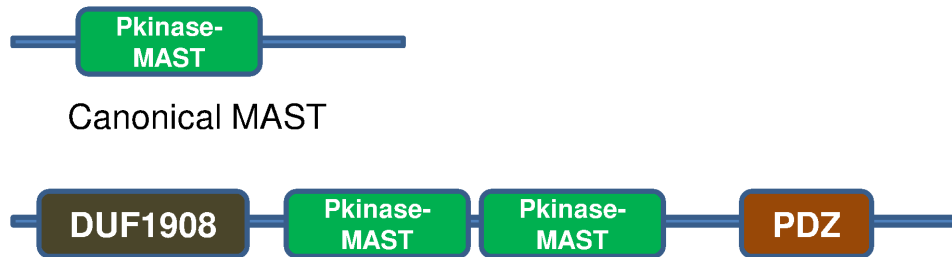 Pkinase-
MAST
Canonical MAST
DUF1908
Pkinase-
MAST
Pkinase-
MAST
PDZ